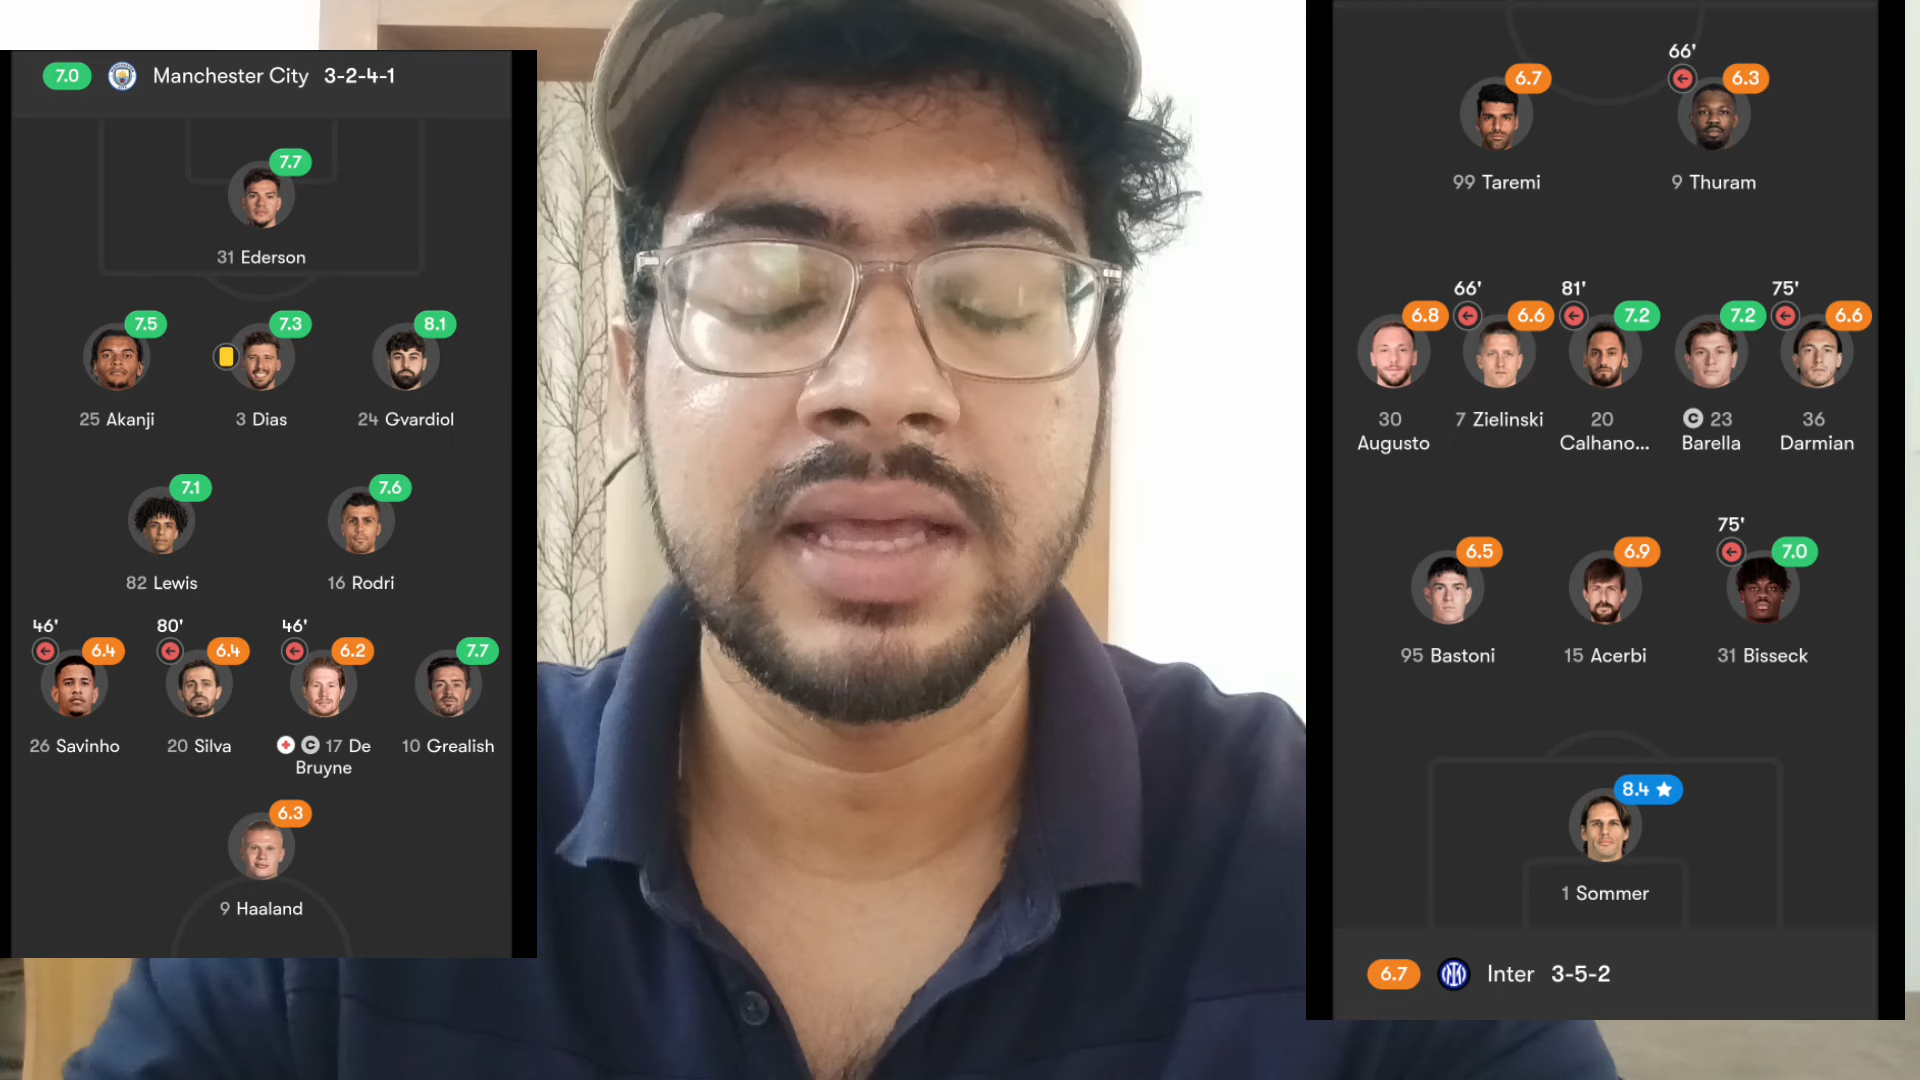 7.0 Manchester City 3-2-4-1
7.7
31 Ederson
7.5 7.3 8.1
25 Akanji 3 Dias 24 Gvardiol
7.1 7.6
82 Lewis 16 Rodri
46' 80' 46'
6.4 6.4 6.2 7.7
26 Savinho 20 Silva C 17 De Bruyne 10 Grealish
6.3
9 Haaland
66'
6.7 6.3
99 Taremi 9 Thuram
66' 81' 75'
6.8 6.6 7.2 7.2 6.6
30 Augusto 7 Zielinski 20 Calhano... C 23 Barella 36 Darmian
75'
6.5 6.9 7.0
95 Bastoni 15 Acerbi 31 Bisseck
8.4
1 Sommer
6.7 Inter 3-5-2